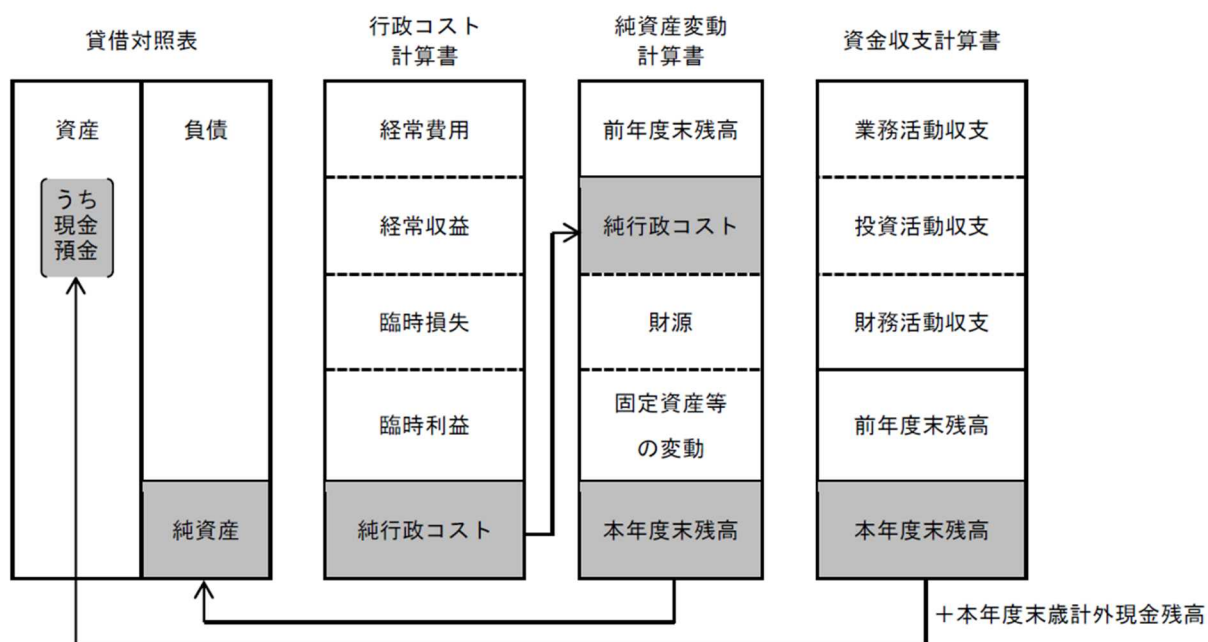 貸借対照表
資産
うち
現金
預金
負債
純資産
行政コスト
計算書
経常費用
経常収益
臨時損失
臨時利益
純行政コスト
純資産変動
計算書
前年度末残高
純行政コスト
財源
固定資産等
の変動
本年度末残高
資金収支計算書
業務活動収支
投資活動収支
財務活動収支
前年度末残高
本年度末残高
＋本年度末歳計外現金残高